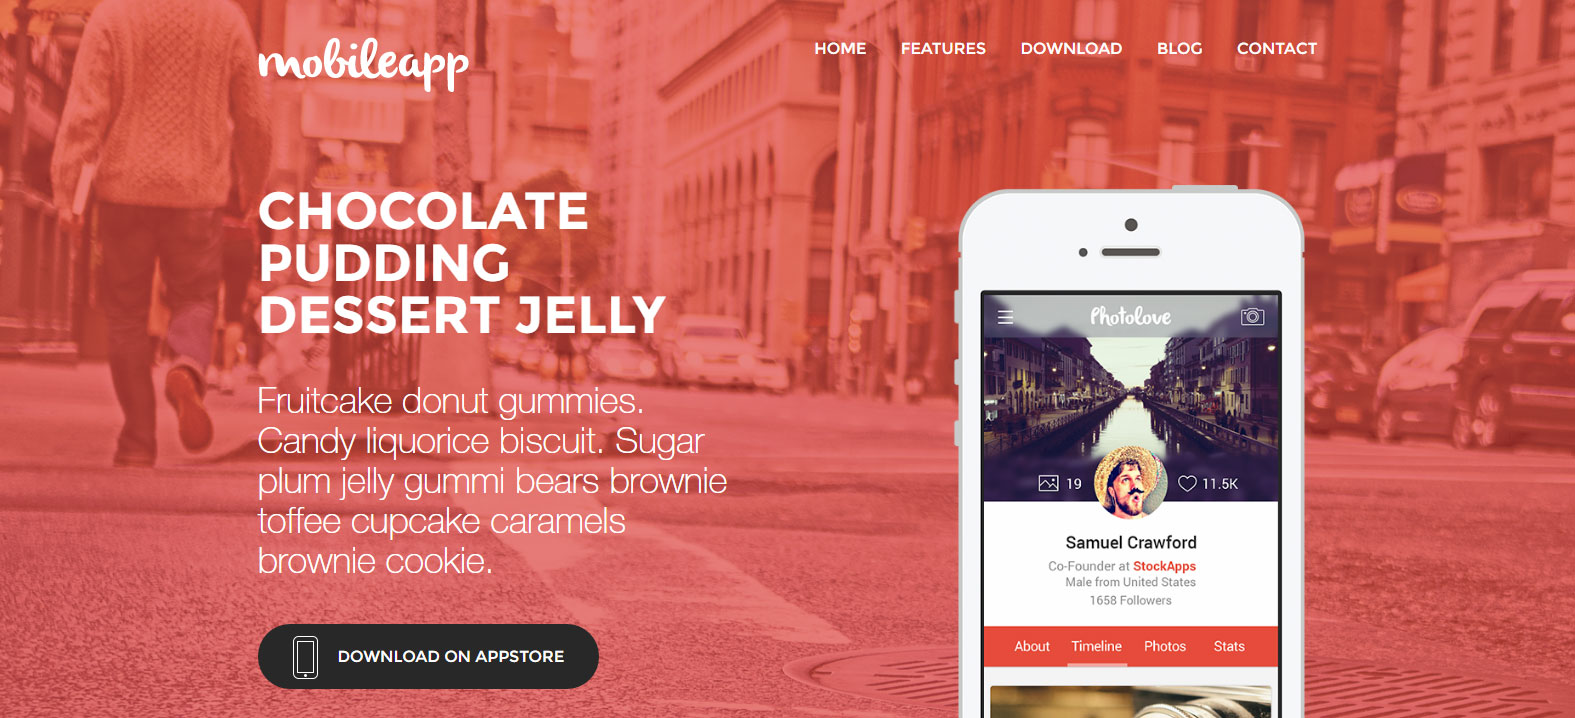 mobileapp
HOME FEATURES DOWNLOAD BLOG CONTACT
CHOCOLATE
PUDDING
DESSERT JELLY
Fruitcake donut gummies.
Candy liquorice biscuit. Sugar
plum jelly gummi bears brownie
toffee cupcake caramels
brownie cookie.
DOWNLOAD ON APPSTORE
Photolove
19 11.5K
Samuel Crawford
Co-Founder at StockApps
Male from United States
1658 Followers
About Timeline Photos Stats